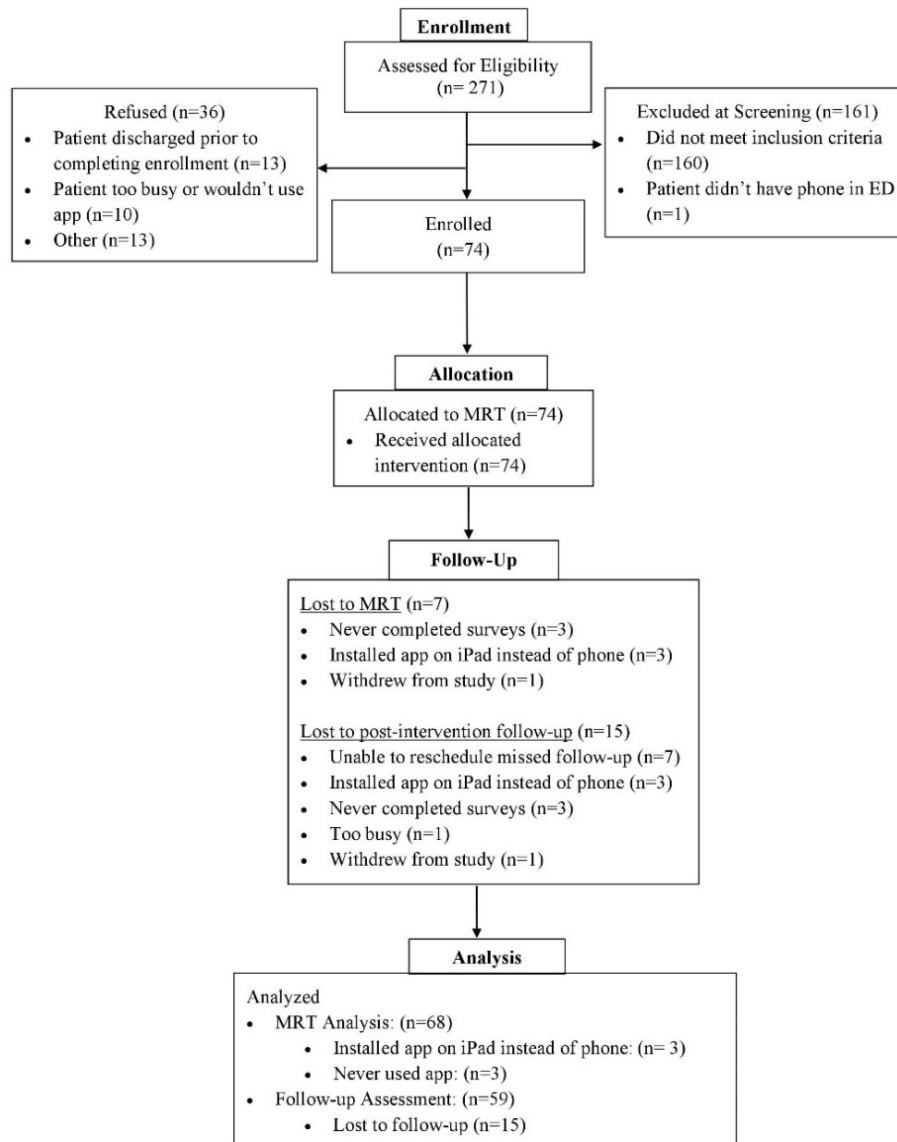 Enrollment
Assessed for Eligibility
(n= 271)
Refused (n=36)
• Patient discharged prior to
completing enrollment (n=13)
• Patient too busy or wouldn't use
app (n=10)
• Other (n=13)
Excluded at Screening (n=161)
• Did not meet inclusion criteria
(n=160)
• Patient didn't have phone in ED
(n=1)
Enrolled
(n=74)
Allocation
Allocated to MRT (n=74)
• Received allocated
intervention (n=74)
Follow-Up
Lost to MRT (n=7)
• Never completed surveys (n=3)
• Installed app on iPad instead of phone (n=3)
• Withdrew from study (n=1)
Lost to post-intervention follow-up (n=15)
• Unable to reschedule missed follow-up (n=7)
• Installed app on iPad instead of phone (n=3)
• Never completed surveys (n=3)
• Too busy (n=1)
• Withdrew from study (n=1)
Analysis
Analyzed
• MRT Analysis: (n=68)
• Installed app on iPad instead of phone: (n= 3)
• Never used app: (n=3)
• Follow-up Assessment: (n=59)
• Lost to follow-up (n=15)